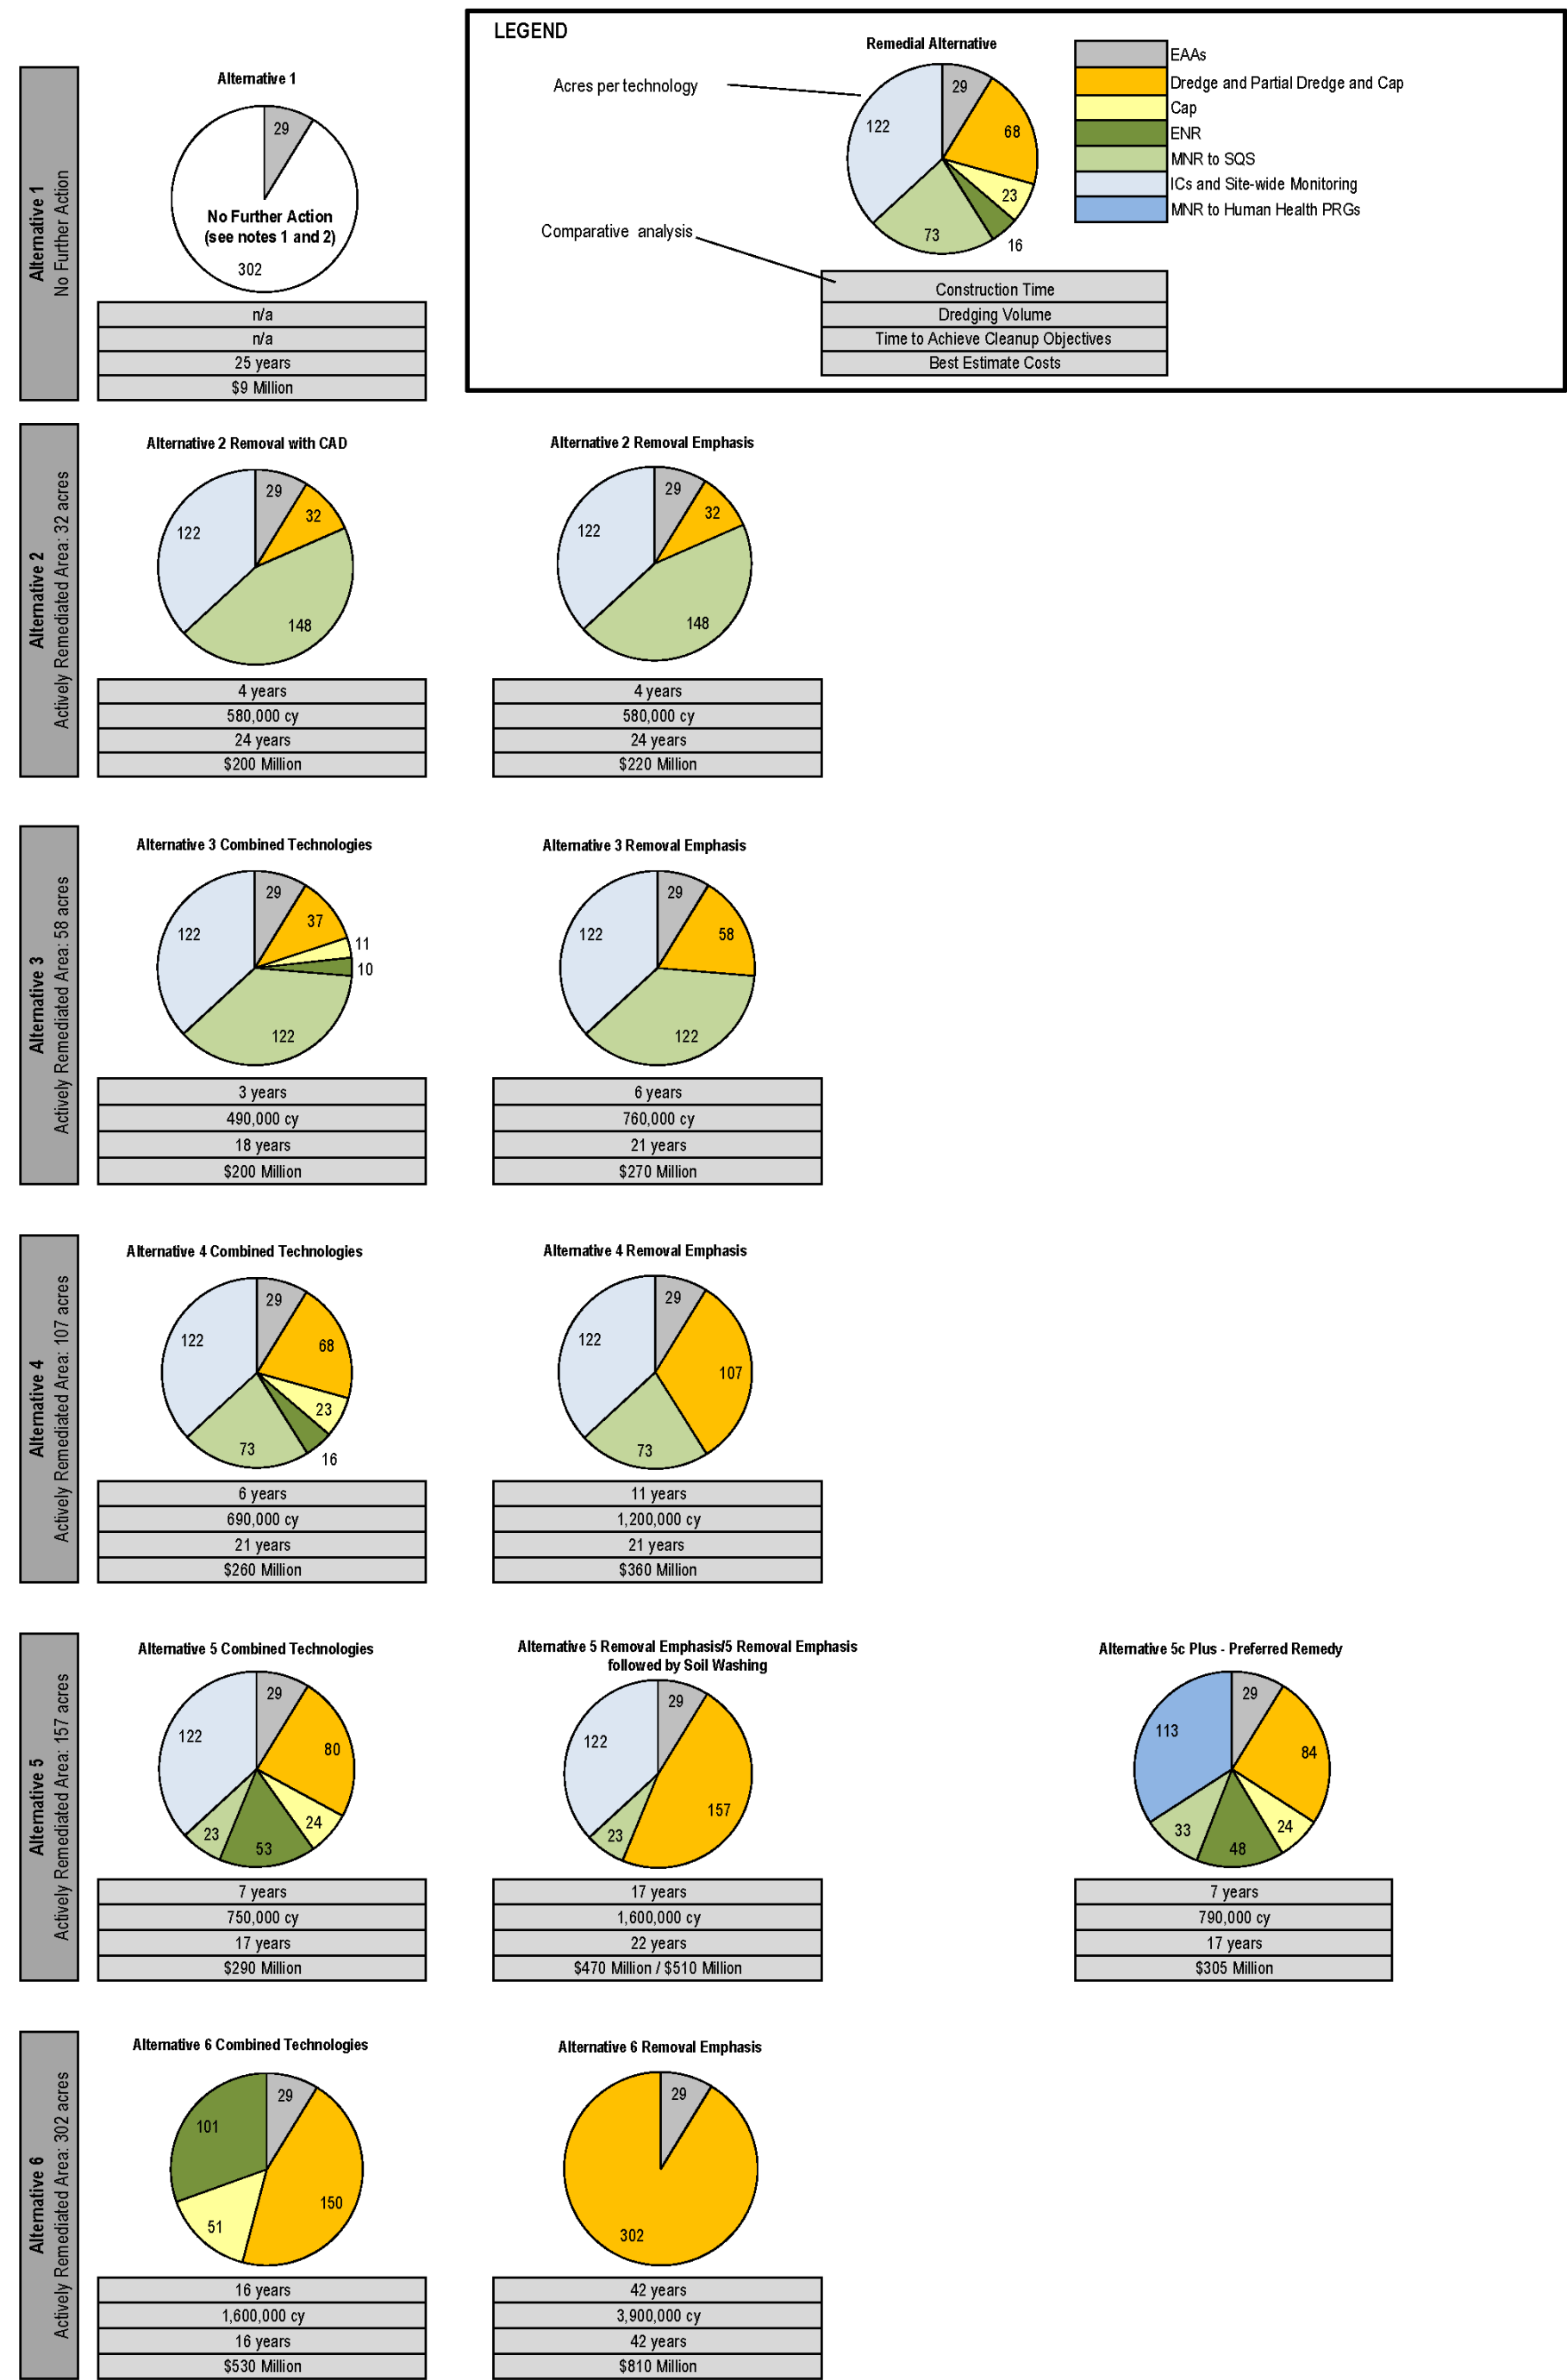 LEGEND
Remedial Alternative
Acres per technology
29
68
23
16
73
122
Comparative analysis
Construction Time
Dredging Volume
Time to Achieve Cleanup Objectives
Best Estimate Costs
EAAs
Dredge and Partial Dredge and Cap
Cap
ENR
MNR to SQS
ICs and Site-wide Monitoring
MNR to Human Health PRGs
Alternative 1
No Further Action
Alternative 1
29
No Further Action
(see notes 1 and 2)
302
n/a
n/a
25 years
$9 Million
Alternative 2
Actively Remediated Area: 32 acres
Alternative 2 Removal with CAD
29
32
148
122
4 years
580,000 cy
24 years
$200 Million
Alternative 2 Removal Emphasis
29
32
148
122
4 years
580,000 cy
24 years
$220 Million
Alternative 3
Actively Remediated Area: 58 acres
Alternative 3 Combined Technologies
29
37
11
10
122
122
3 years
490,000 cy
18 years
$200 Million
Alternative 3 Removal Emphasis
29
58
122
122
6 years
760,000 cy
21 years
$270 Million
Alternative 4
Actively Remediated Area: 107 acres
Alternative 4 Combined Technologies
29
68
23
16
73
122
6 years
690,000 cy
21 years
$260 Million
Alternative 4 Removal Emphasis
29
107
73
122
11 years
1,200,000 cy
21 years
$360 Million
Alternative 5
Actively Remediated Area: 157 acres
Alternative 5 Combined Technologies
29
80
24
53
23
122
7 years
750,000 cy
17 years
$290 Million
Alternative 5 Removal Emphasis/5 Removal Emphasis
followed by Soil Washing
29
157
23
122
17 years
1,600,000 cy
22 years
$470 Million / $510 Million
Alternative 5c Plus - Preferred Remedy
29
84
24
48
33
113
7 years
790,000 cy
17 years
$305 Million
Alternative 6
Actively Remediated Area: 302 acres
Alternative 6 Combined Technologies
29
150
51
101
16 years
1,600,000 cy
16 years
$530 Million
Alternative 6 Removal Emphasis
29
302
42 years
3,900,000 cy
42 years
$810 Million